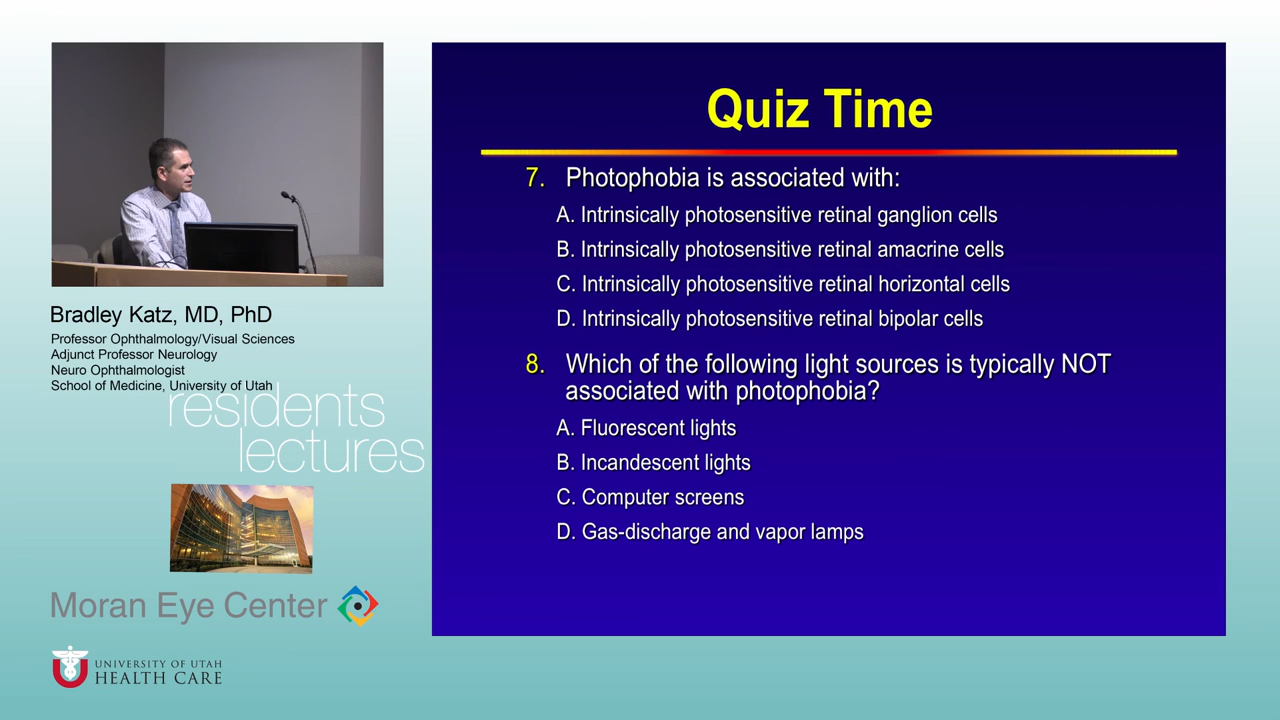 Quiz Time
7. Photophobia is associated with:
A. Intrinsically photosensitive retinal ganglion cells
B. Intrinsically photosensitive retinal amacrine cells
C. Intrinsically photosensitive retinal horizontal cells
D. Intrinsically photosensitive retinal bipolar cells
8. Which of the following light sources is typically NOT
associated with photophobia?
A. Fluorescent lights
B. Incandescent lights
C. Computer screens
D. Gas-discharge and vapor lamps
Bradley Katz, MD, PhD
Professor Ophthalmology/Visual Sciences
Adjunct Professor Neurology
Neuro Ophthalmologist
School of Medicine, University of Utah
residents
lectures
Moran Eye Center
UNIVERSITY OF UTAH
HEALTH CARE